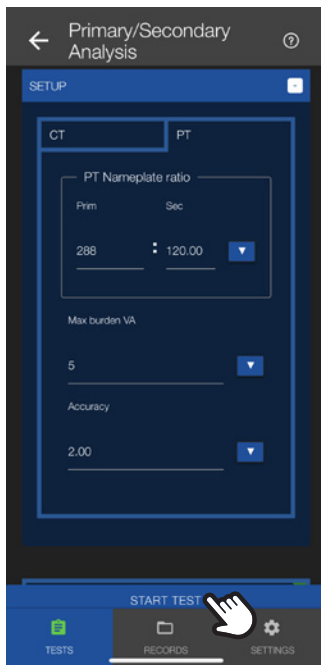 Primary/Secondary
Analysis
SETUP
CT PT
PT Nameplate ratio
Prim Sec
288 : 120.00
Max burden VA
5
Accuracy
2.00
START TEST
TESTS RECORDS SETTINGS